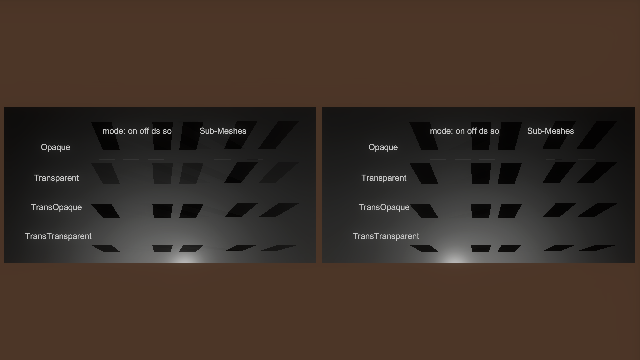 mode: on off ds so Sub-Meshes
Opaque
Transparent
TransOpaque
TransTransparent
mode: on off ds so Sub-Meshes
Opaque
Transparent
TransOpaque
TransTransparent